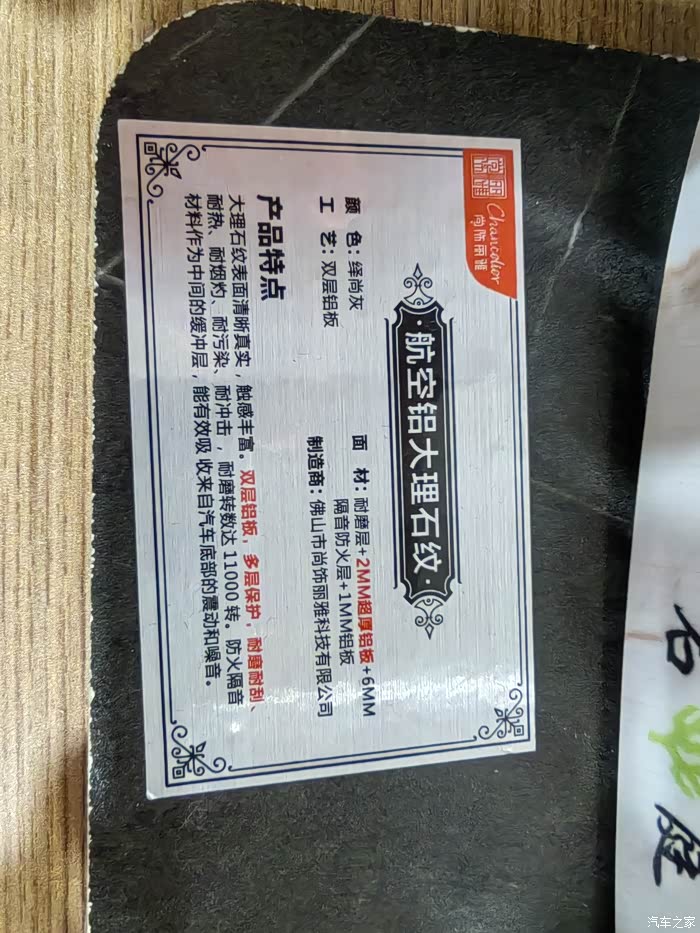 Chancolior
尚饰丽雅
·航空铝大理石纹·
颜 色：绎尚灰
工 艺：双层铝板
面 材：耐磨层+2MM超厚铝板+6MM
隔音防火层+1MM铝板
制造商：佛山市尚饰丽雅科技有限公司
产品特点
大理石纹表面清晰真实，触感丰富。双层铝板，多层保护，耐磨耐刮、
耐热、耐烟灼、耐污染、耐冲击，耐磨转数达 11000 转。防火隔音
材料作为中间的缓冲层，能有效吸 收来自汽车底部的震动和噪音。
汽车之家